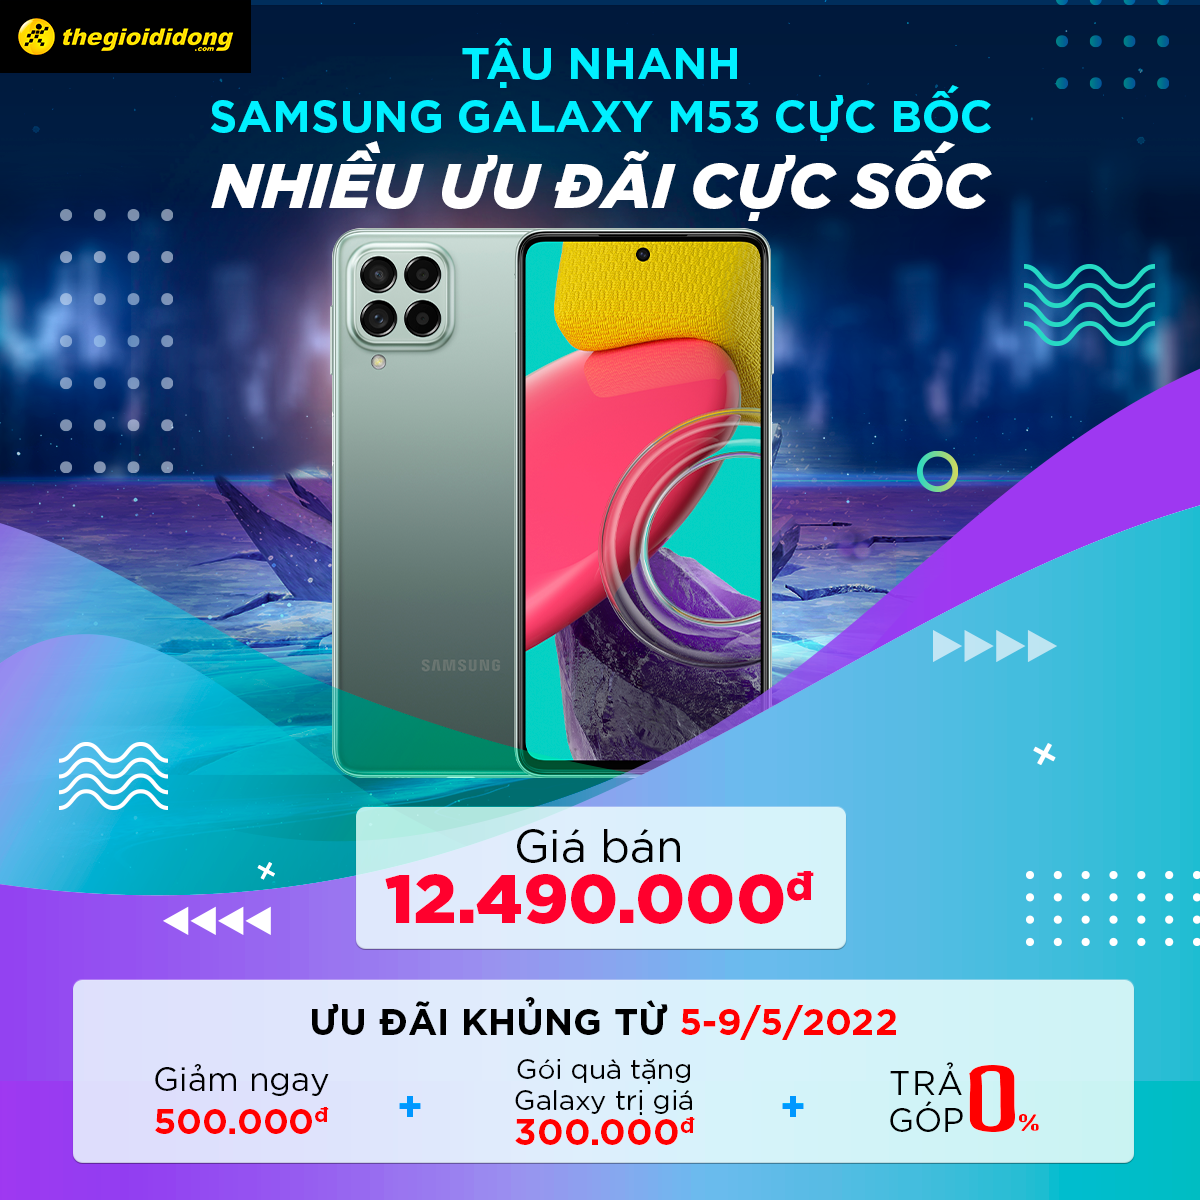 thegioididong
.com
TẬU NHANH
SAMSUNG GALAXY M53 CỰC BỐC
NHIỀU ƯU ĐÃI CỰC SỐC
SAMSUNG
Giá bán
12.490.000đ
ƯU ĐÃI KHỦNG TỪ 5-9/5/2022
Giảm ngay
500.000đ
+
Gói quà tặng
Galaxy trị giá
300.000đ
+
TRẢ
GÓP 0%